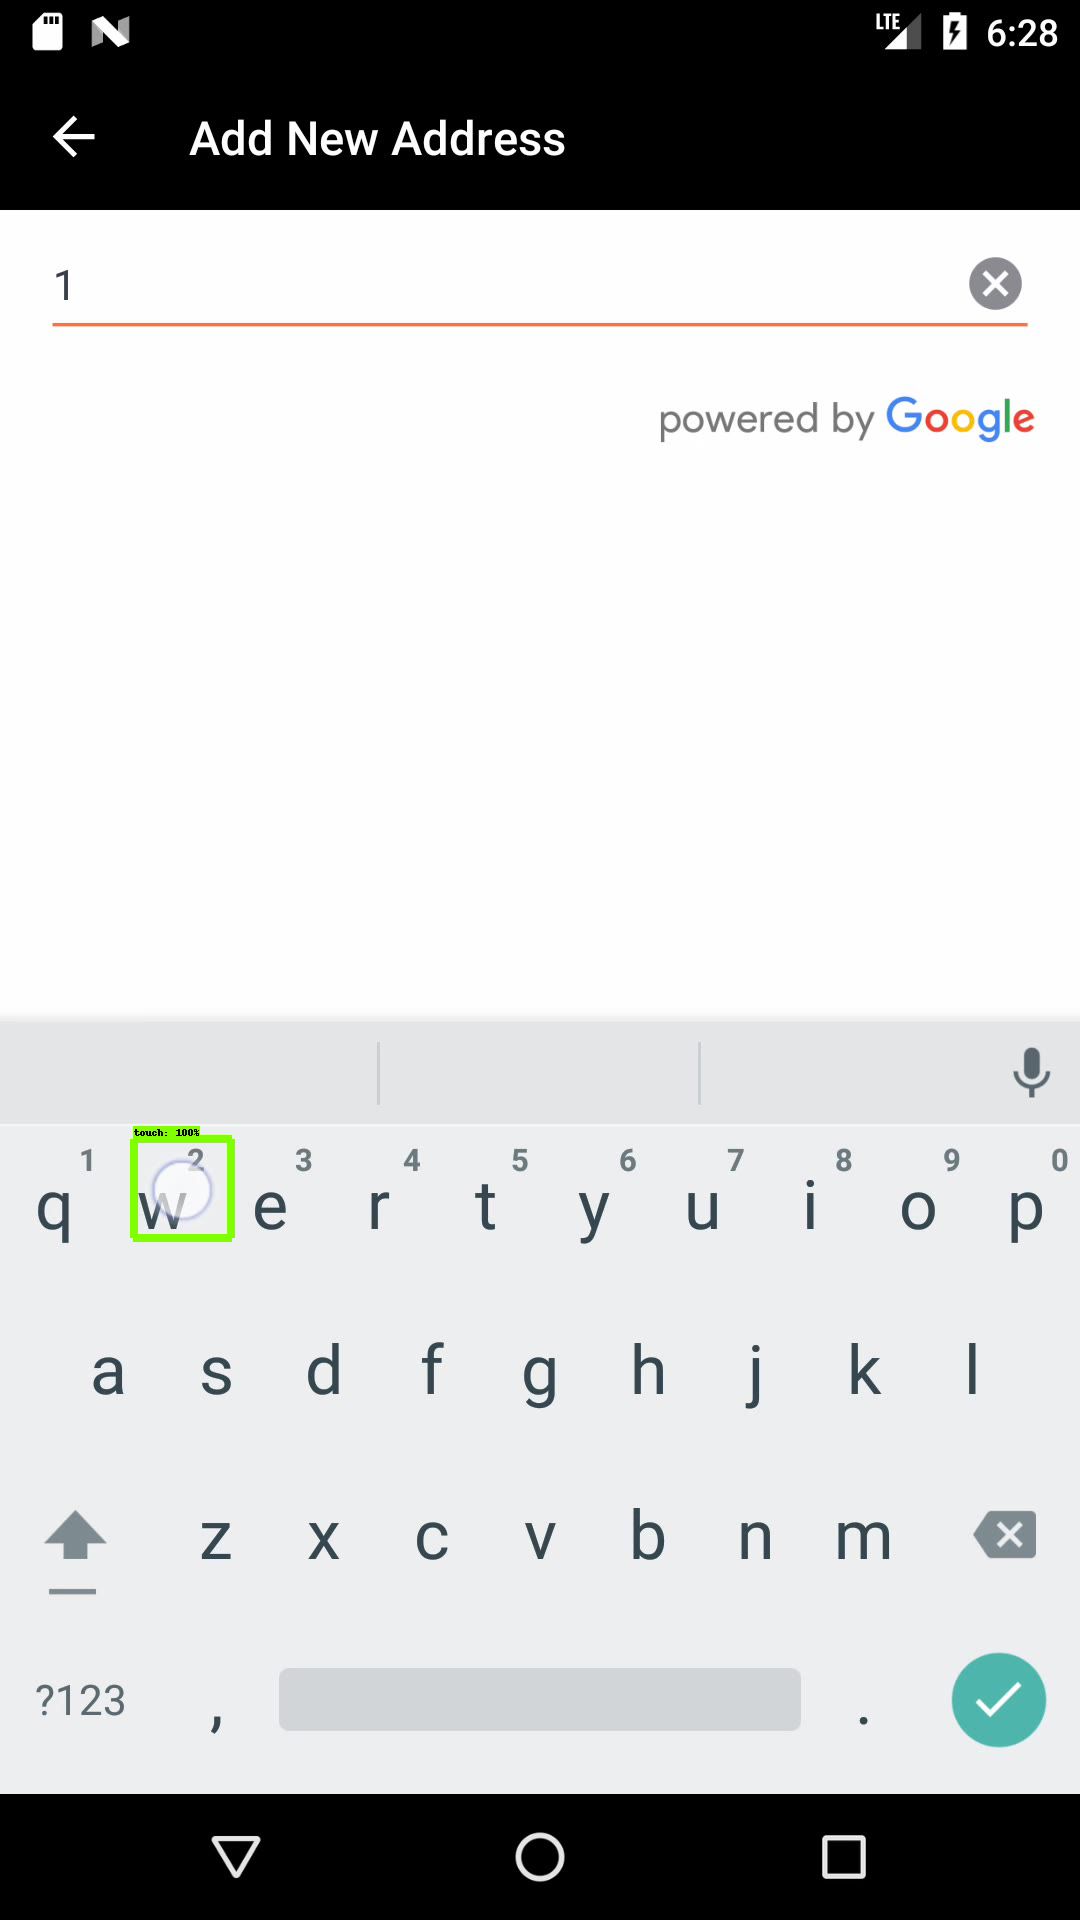 LTE 6:28
Add New Address
1
powered by Google
touch: 100%
1 2 3 4 5 6 7 8 9 0
q w e r t y u i o p
a s d f g h j k l
z x c v b n m
?123 , .